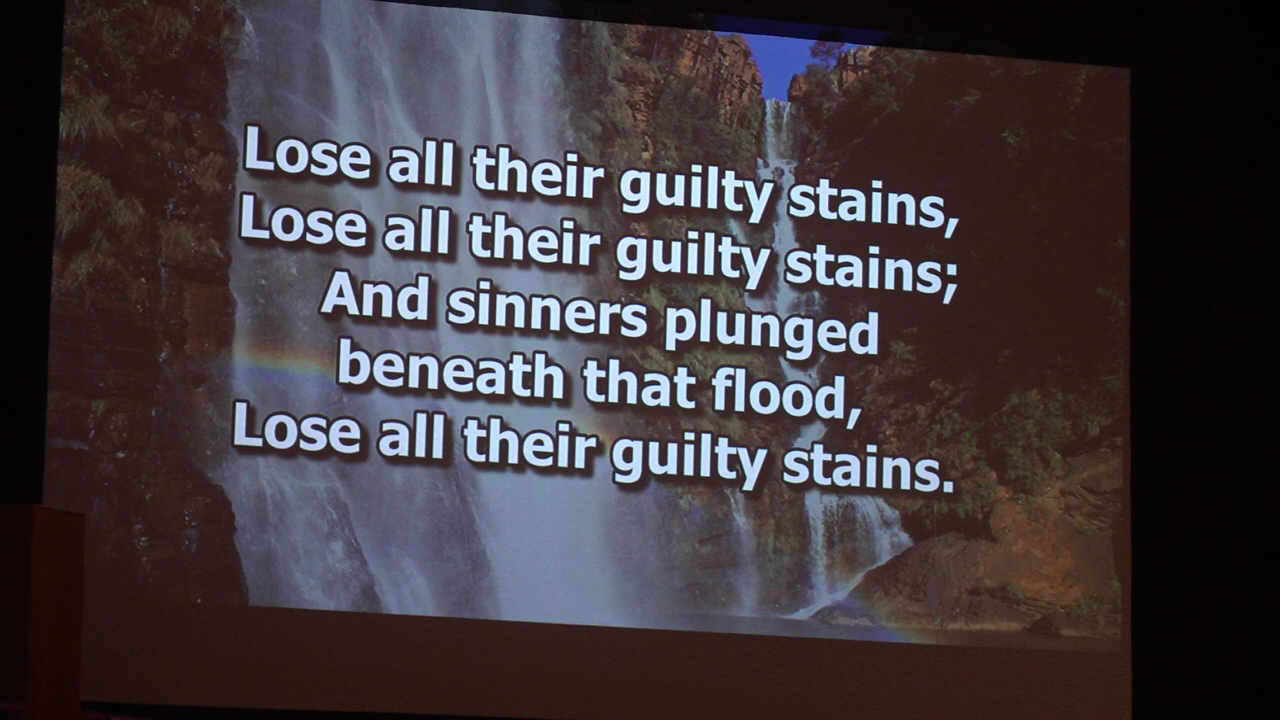 Lose all their guilty stains,
Lose all their guilty stains;
And sinners plunged
beneath that flood,
Lose all their guilty stains.